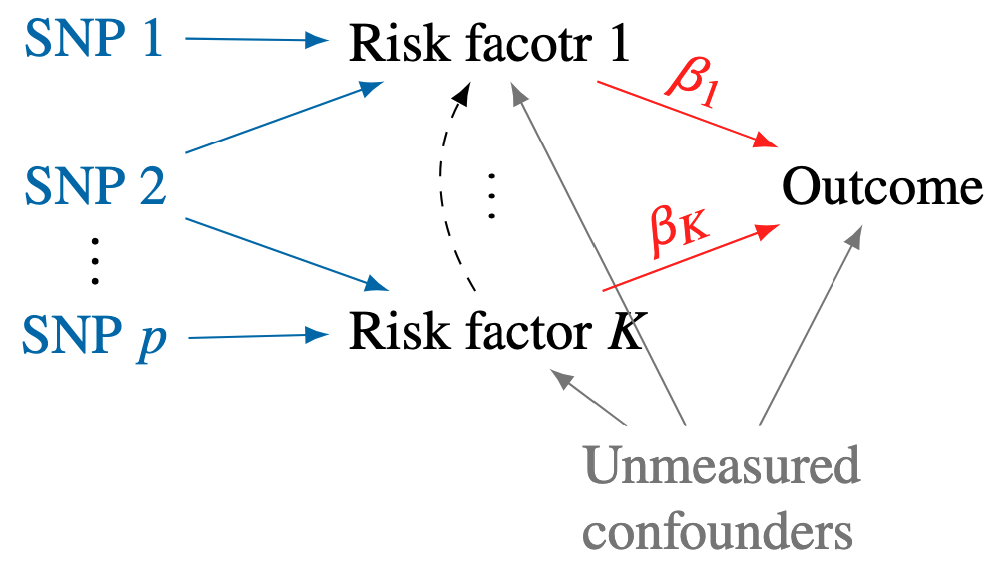 SNP 1
Risk facotr 1
β1
SNP 2
Outcome
βK
SNP p
Risk factor K
Unmeasured
confounders